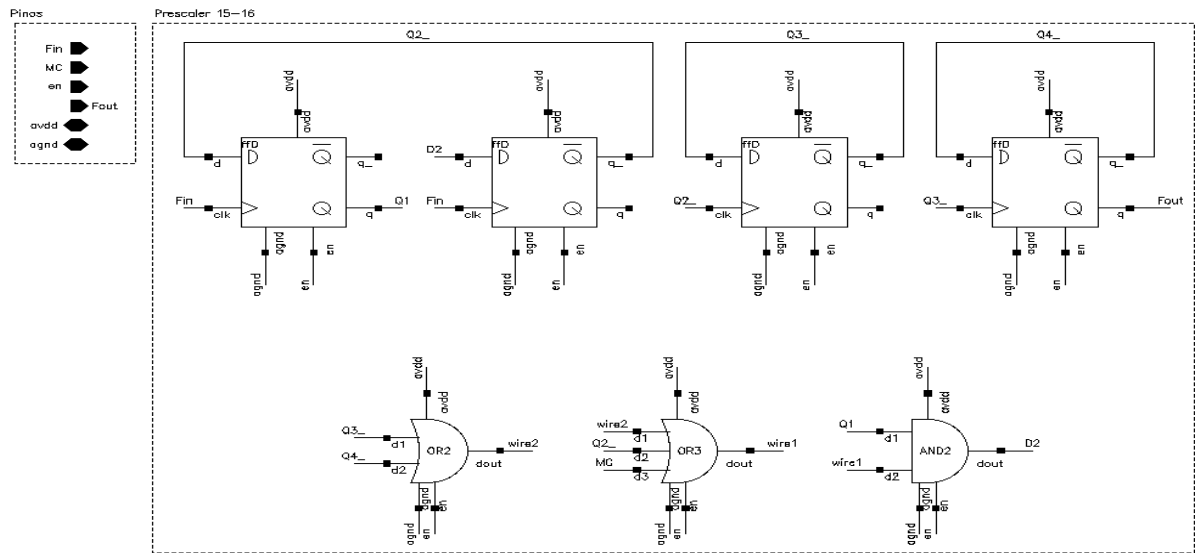 Pinos
Fin
MC
en
Fout
avdd
agnd
Prescaler 15-16
Q2_
Q3_
Q4_
avdd
avdd
avdd
avdd
avdd
avdd
avdd
avdd
ffD
D
Q
d
q_
Fin
clk
Q
q
Q1
agnd
agnd
en
en
D2
ffD
D
Q
d
q_
Fin
clk
Q
q
agnd
agnd
en
en
ffD
D
Q
d
q_
Q2_
clk
Q
q
agnd
agnd
en
en
ffD
D
Q
d
q_
Q3_
clk
Q
q
Fout
agnd
agnd
en
en
avdd
avdd
Q3_
d1
Q4_
d2
OR2
dout
wire2
agnd
agnd
en
en
avdd
avdd
wire2
d1
Q2_
d2
MC
d3
OR3
dout
wire1
agnd
agnd
en
en
avdd
avdd
Q1
d1
wire1
d2
AND2
dout
D2
agnd
agnd
en
en